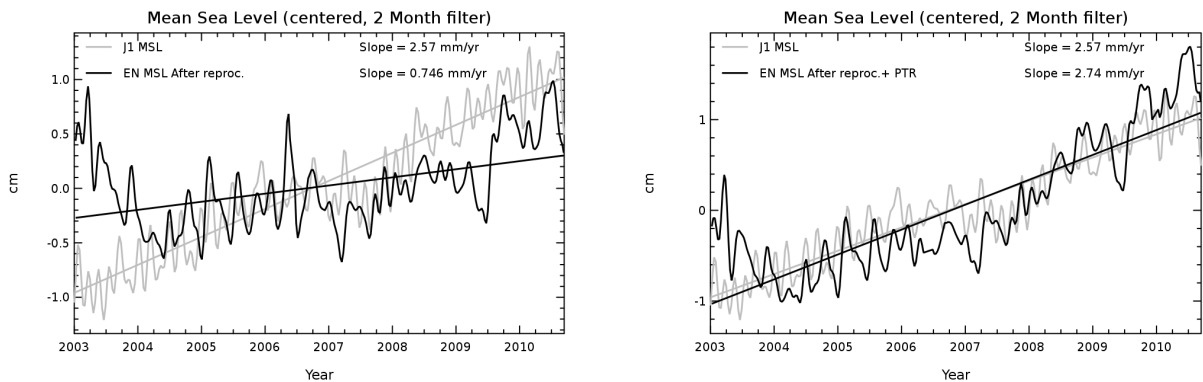 Mean Sea Level (centered, 2 Month filter)
J1 MSL Slope = 2.57 mm/yr
EN MSL After reproc. Slope = 0.746 mm/yr
1.0
0.5
0.0
-0.5
-1.0
cm
2003 2004 2005 2006 2007 2008 2009 2010
Year
Mean Sea Level (centered, 2 Month filter)
J1 MSL Slope = 2.57 mm/yr
EN MSL After reproc.+ PTR Slope = 2.74 mm/yr
1
0
-1
cm
2003 2004 2005 2006 2007 2008 2009 2010
Year